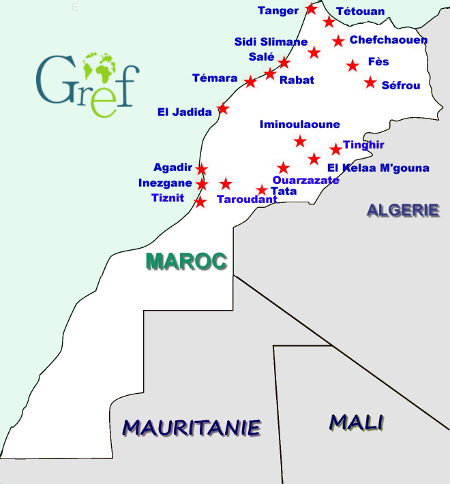 Tanger
Tétouan
Sidi Slimane
Chefchaouen
Salé
Fès
Témara
Rabat
Séfrou
Gref
El Jadida
Iminoulaoune
Tinghir
Agadir
El Kelaa M'gouna
Inezgane
Ouarzazate
Tata
Tiznit
Taroudant
ALGERIE
MAROC
MAURITANIE
MALI